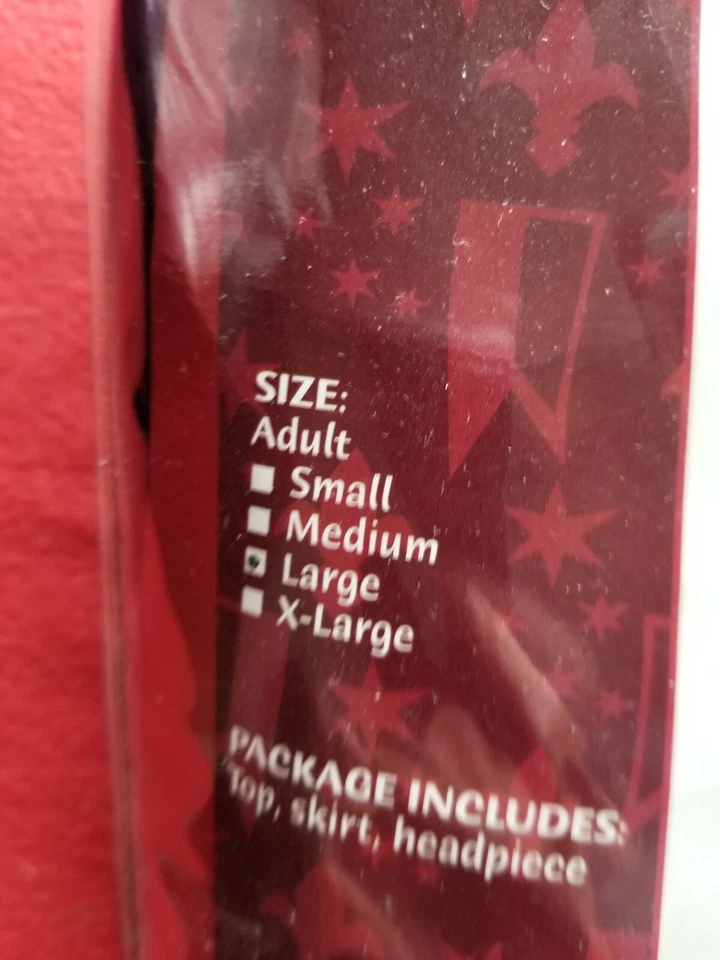 SIZE:
Adult
Small
Medium
Large
X-Large
PACKAGE INCLUDES:
Top, skirt, headpiece